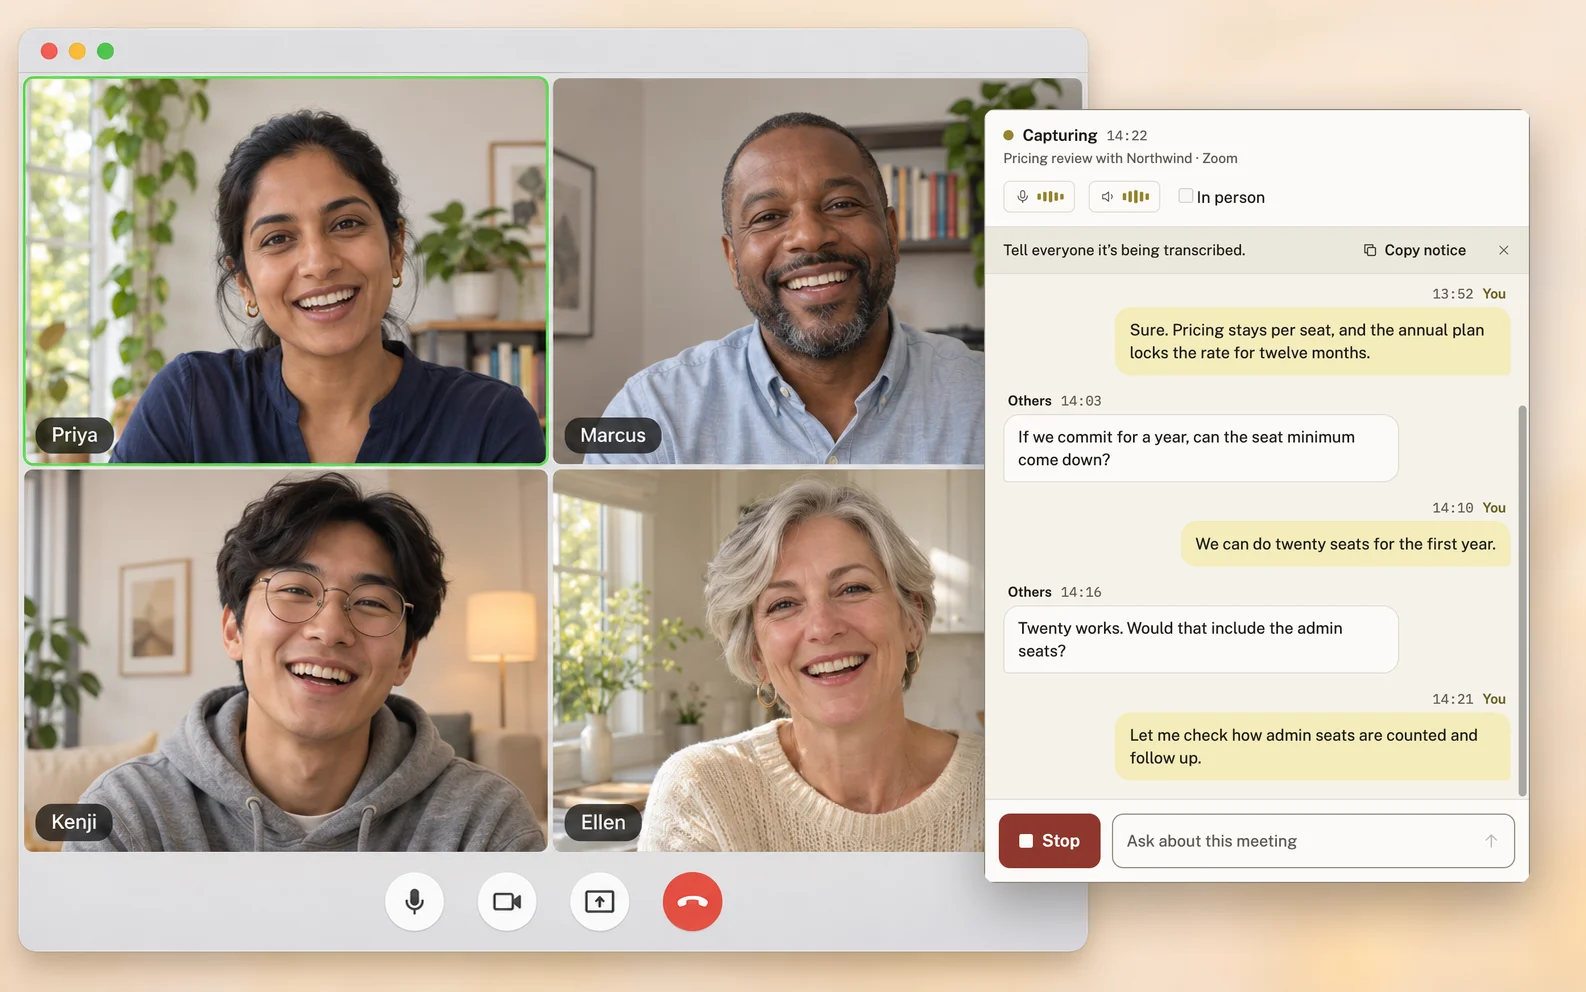 Priya
Marcus
Kenji
Ellen
Capturing 14:22
Pricing review with Northwind · Zoom
In person
Tell everyone it’s being transcribed.
Copy notice
13:52 You
Sure. Pricing stays per seat, and the annual plan
locks the rate for twelve months.
Others 14:03
If we commit for a year, can the seat minimum
come down?
14:10 You
We can do twenty seats for the first year.
Others 14:16
Twenty works. Would that include the admin
seats?
14:21 You
Let me check how admin seats are counted and
follow up.
Stop
Ask about this meeting